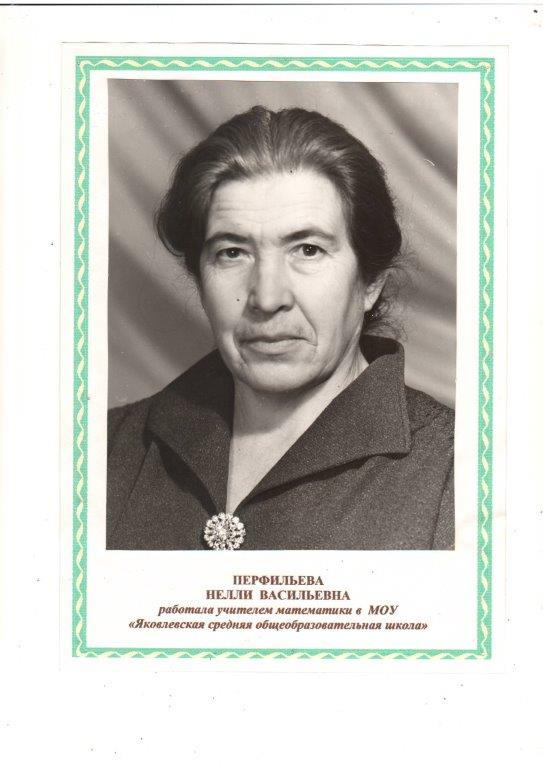 ПЕРФИЛЬЕВА
НЕЛЛИ ВАСИЛЬЕВНА
работала учителем математики в МОУ
«Яковлевская средняя общеобразовательная школа»